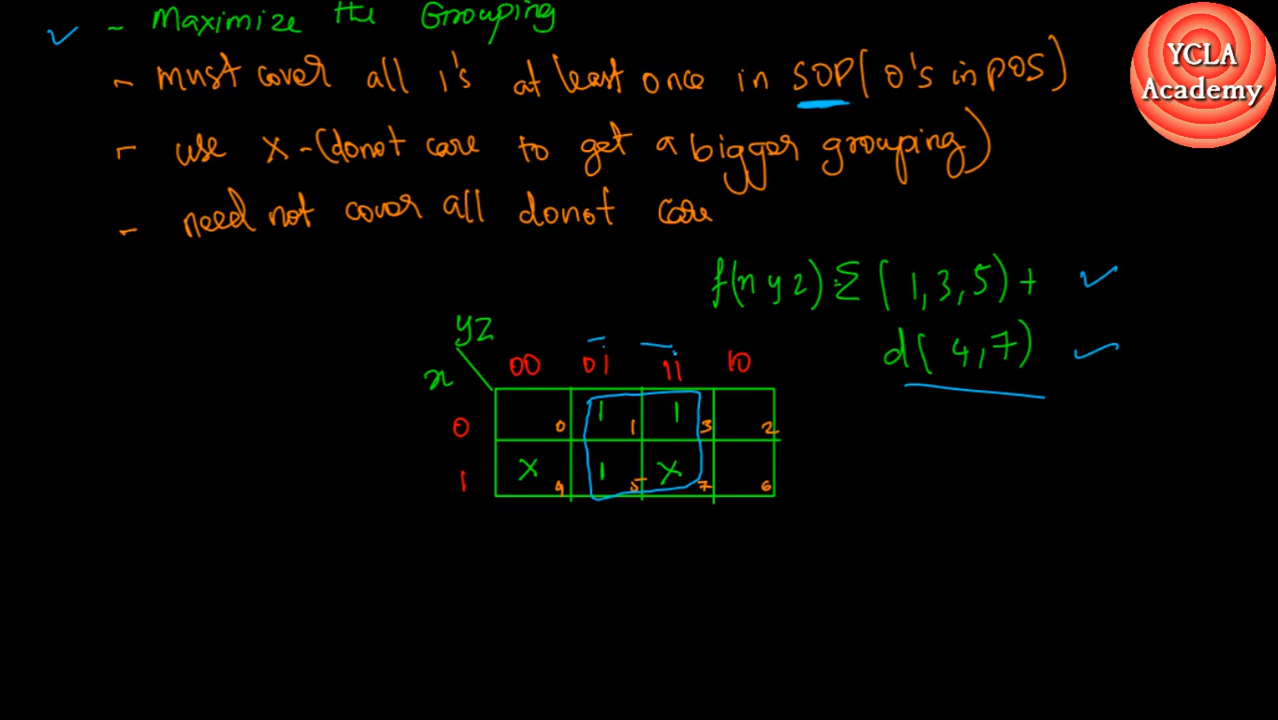 - Maximize the Grouping
- must cover all 1's at least once in SOP( 0's in POS)
- use x-(donot care to get a bigger grouping)
- need not cover all donot care
YCLA
Academy
f(x y z) = Σ ( 1,3,5) +
d( 4,7)
yz
x
00 01 11 10
0 0 1 1 1 3 2
1 X 4 1 5 X 7 6